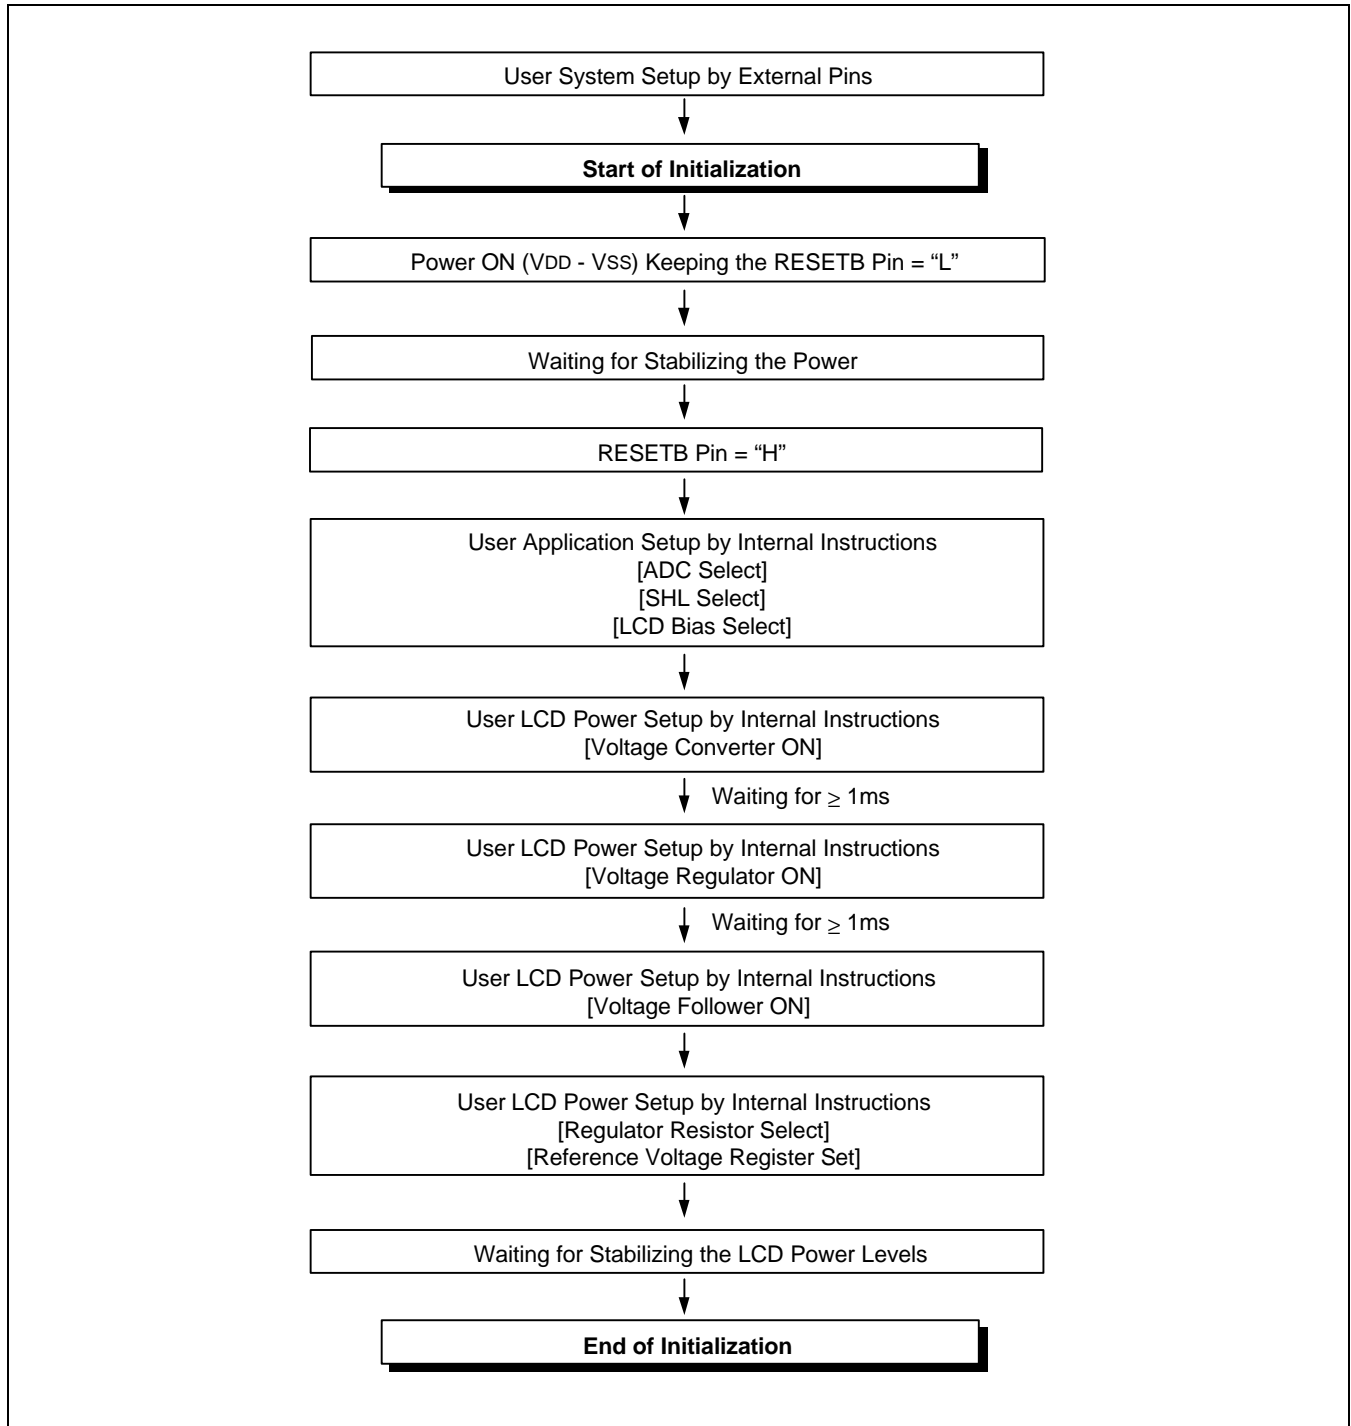 User System Setup by External Pins
Start of Initialization
Power ON (VDD - VSS) Keeping the RESETB Pin = “L”
Waiting for Stabilizing the Power
RESETB Pin = “H”
User Application Setup by Internal Instructions
[ADC Select]
[SHL Select]
[LCD Bias Select]
User LCD Power Setup by Internal Instructions
[Voltage Converter ON]
Waiting for ≥ 1ms
User LCD Power Setup by Internal Instructions
[Voltage Regulator ON]
Waiting for ≥ 1ms
User LCD Power Setup by Internal Instructions
[Voltage Follower ON]
User LCD Power Setup by Internal Instructions
[Regulator Resistor Select]
[Reference Voltage Register Set]
Waiting for Stabilizing the LCD Power Levels
End of Initialization